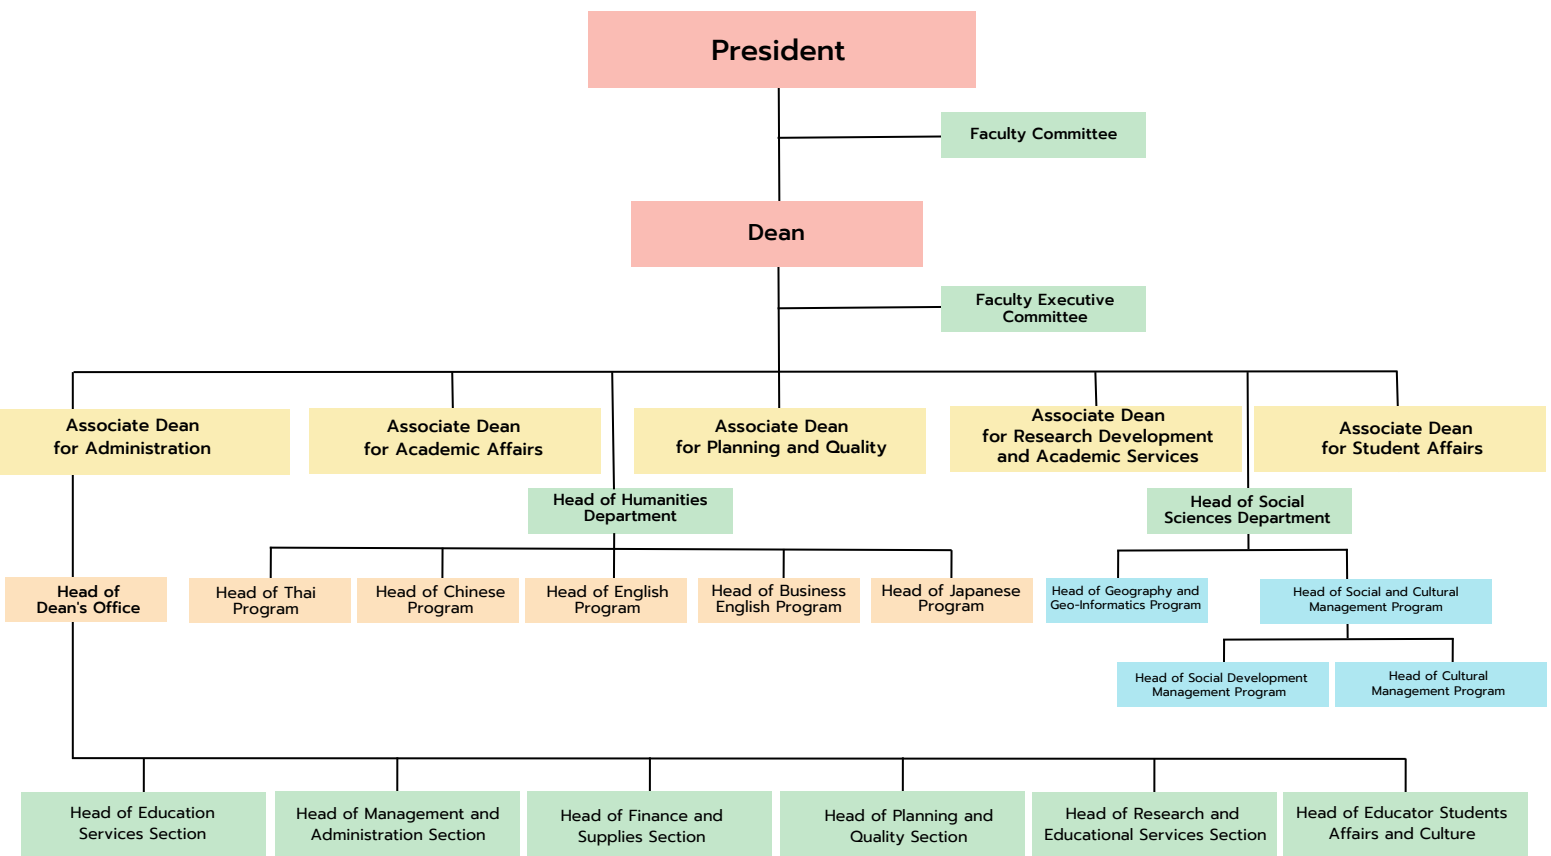 President
Faculty Committee
Dean
Faculty Executive
Committee
Associate Dean
for Administration
Associate Dean
for Academic Affairs
Associate Dean
for Planning and Quality
Associate Dean
for Research Development
and Academic Services
Associate Dean
for Student Affairs
Head of Humanities
Department
Head of Social
Sciences Department
Head of
Dean's Office
Head of Thai
Program
Head of Chinese
Program
Head of English
Program
Head of Business
English Program
Head of Japanese
Program
Head of Geography and
Geo-Informatics Program
Head of Social and Cultural
Management Program
Head of Social Development
Management Program
Head of Cultural
Management Program
Head of Education
Services Section
Head of Management and
Administration Section
Head of Finance and
Supplies Section
Head of Planning and
Quality Section
Head of Research and
Educational Services Section
Head of Educator Students
Affairs and Culture